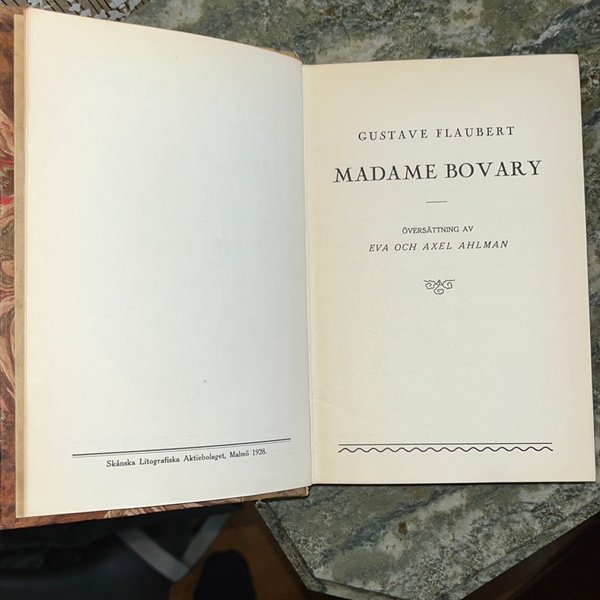 Skånska Litografiska Aktiebolaget, Malmö 1928.
GUSTAVE FLAUBERT
MADAME BOVARY
ÖVERSÄTTNING AV
EVA OCH AXEL AHLMAN